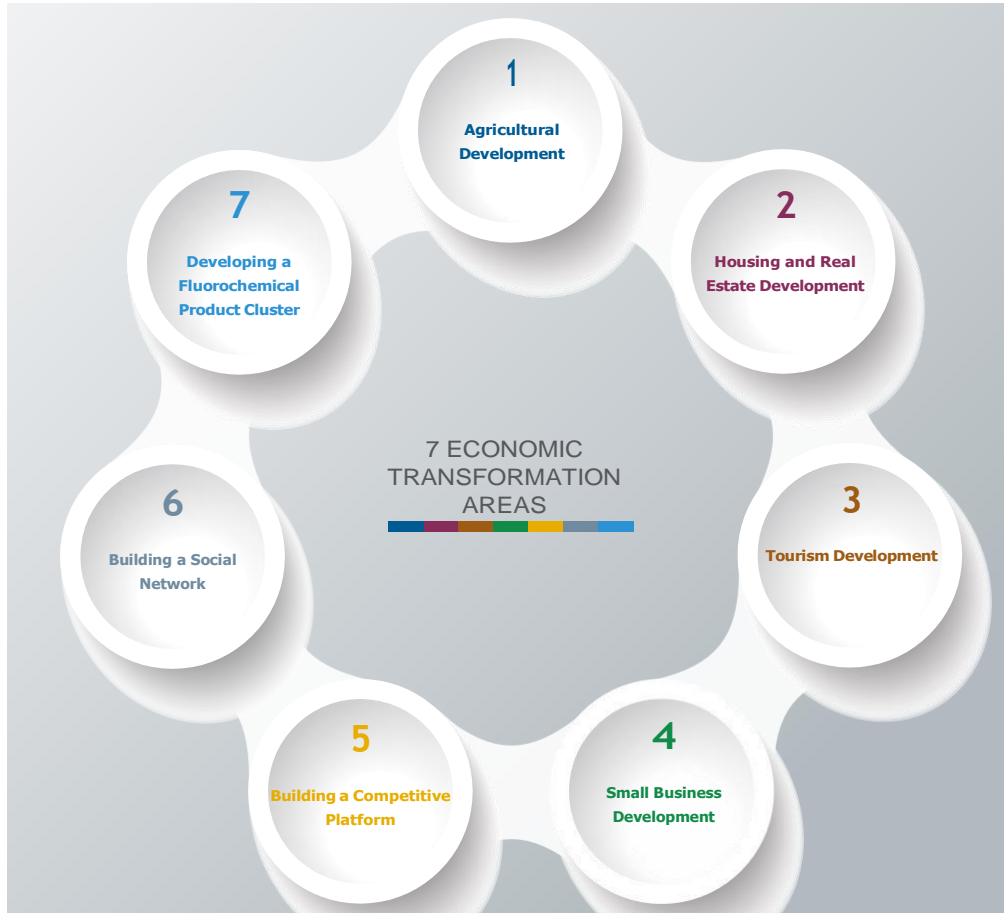 1
Agricultural
Development
2
Housing and Real
Estate Development
3
Tourism Development
4
Small Business
Development
5
Building a Competitive
Platform
6
Building a Social
Network
7
Developing a
Fluorochemical
Product Cluster
7 ECONOMIC
TRANSFORMATION
AREAS